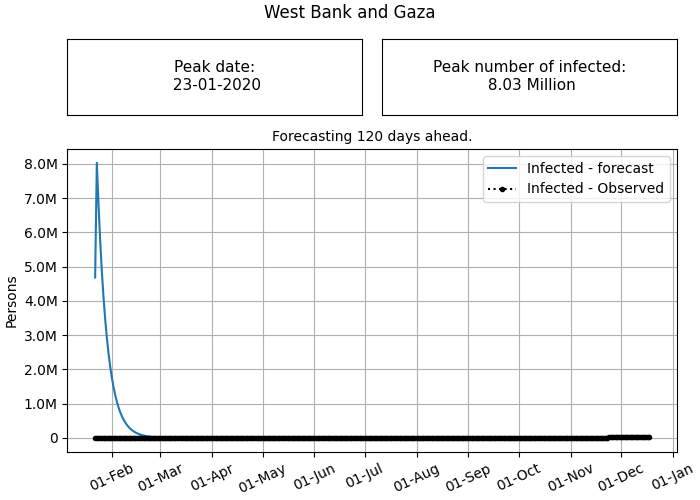 West Bank and Gaza
Peak date:
23-01-2020
Peak number of infected:
8.03 Million
Forecasting 120 days ahead.
Infected - forecast
Infected - Observed
8.0M
7.0M
6.0M
5.0M
4.0M
3.0M
2.0M
1.0M
0
Persons
01-Feb
01-Mar
01-Apr
01-May
01-Jun
01-Jul
01-Aug
01-Sep
01-Oct
01-Nov
01-Dec
01-Jan